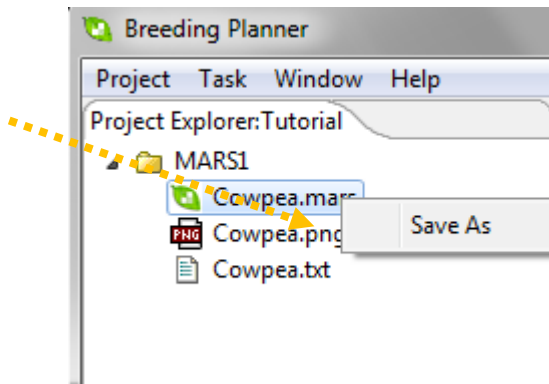 Breeding Planner
Project Task Window Help
Project Explorer:Tutorial
MARS1
Cowpea.mars
Save As
PNG Cowpea.png
Cowpea.txt